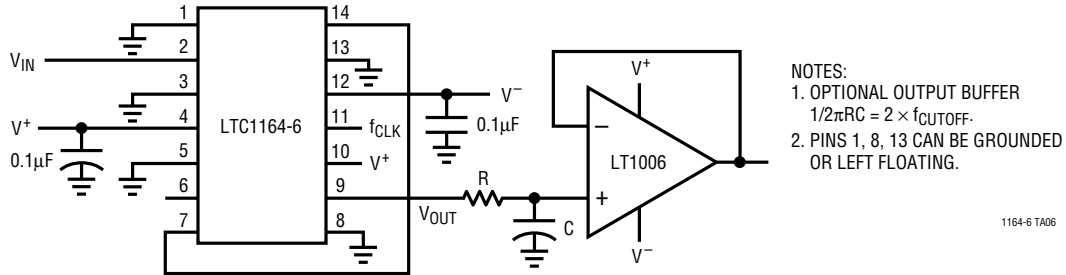 1
2
3
4
5
6
7
14
13
12
11
10
9
8
V_IN
V⁺
0.1µF
LTC1164-6
V⁻
0.1µF
f_CLK
V⁺
V_OUT
R
C
V⁺
−
LT1006
+
V⁻
NOTES:
1. OPTIONAL OUTPUT BUFFER
1/2πRC = 2 × f_CUTOFF.
2. PINS 1, 8, 13 CAN BE GROUNDED
OR LEFT FLOATING.
1164-6 TA06